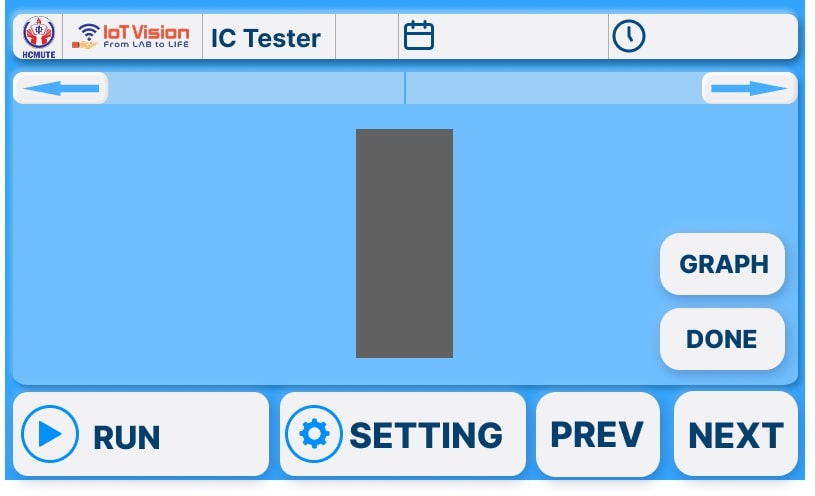 HCMUTE
IoT Vision
From LAB to LIFE
IC Tester
GRAPH
DONE
RUN
SETTING
PREV
NEXT